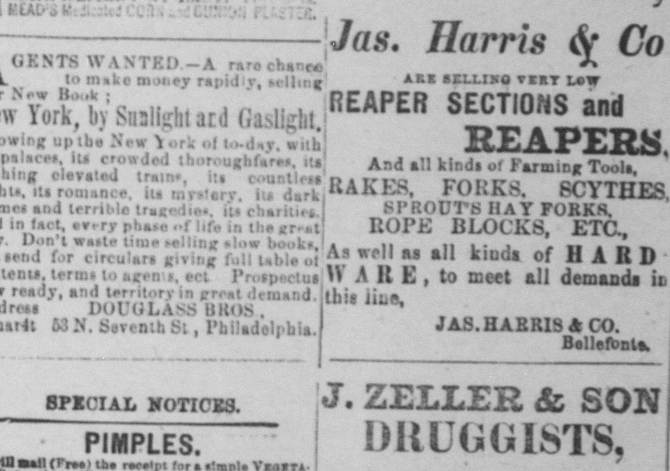 MEAD'S Medicated CORN and BUNION PLASTER.
GENTS WANTED.—A rare chance
to make money rapidly, selling
New Book ;
w York, by Sunlight and Gaslight,
owing up the New York of to-day, with
palaces, its crowded thoroughfares, its
hing elevated trains, its countless
hts, its romance, its mystery, its dark
mes and terrible tragedies, its charities.
in fact, every phase of life in the great
Don't waste time selling slow books,
send for circulars giving full table of
tents, terms to agents, ect Prospectus
ready, and territory in great demand.
dress DOUGLASS BRO .
53 N. Seventh St , Philadelphia.
SPECIAL NOTICES.
PIMPLES.
ill mail (Free) the receipt for a simple VEGETA-
Jas. Harris & Co
ARE SELLING VERY LOW
REAPER SECTIONS and
REAPERS,
And all kinds of Farming Tools,
RAKES, FORKS. SCYTHES,
SPROUT'S HAY FORKS,
ROPE BLOCKS, ETC.,
As well as all kinds of HARD
WARE, to meet all demands in
this line,
JAS. HARRIS & CO.
Bellefonte.
J. ZELLER & SON
DRUGGISTS,